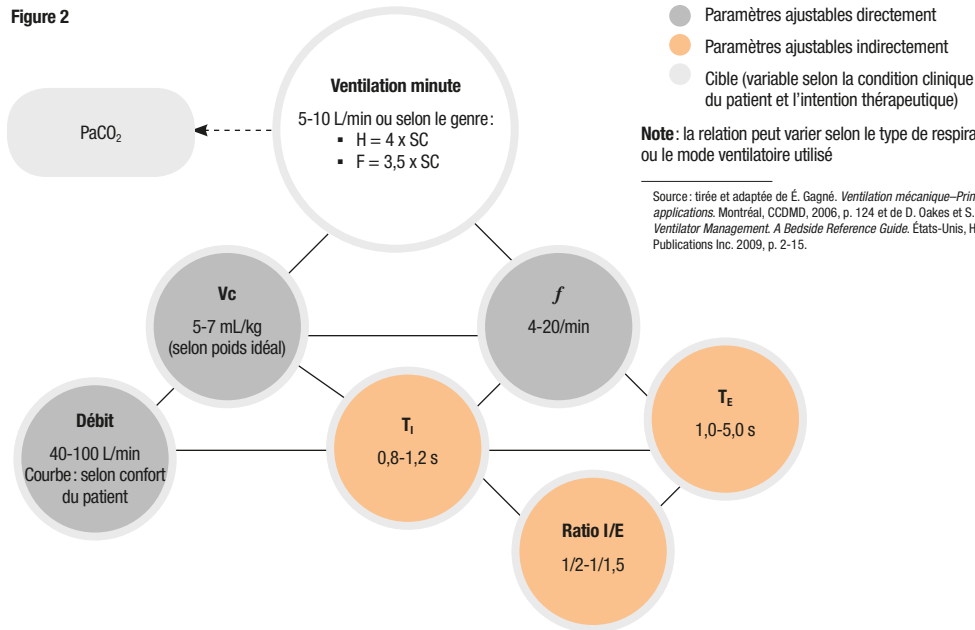 Figure 2
Paramètres ajustables directement
Paramètres ajustables indirectement
Cible (variable selon la condition clinique
du patient et l'intention thérapeutique)
Note : la relation peut varier selon le type de
ou le mode ventilatoire utilisé
Source : tirée et adaptée de É. Gagné. Ventilation mécanique–
applications. Montréal, CCDMD, 2006, p. 124 et de D. Oakes et S.
Ventilator Management. A Bedside Reference Guide. États-Unis,
Publications Inc. 2009, p. 2-15.
Ventilation minute
5-10 L/min ou selon le genre :
▪ H = 4 x SC
▪ F = 3,5 x SC
PaCO₂
Vc
5-7 mL/kg
(selon poids idéal)
f
4-20/min
Débit
40-100 L/min
Courbe : selon confort
du patient
T_I
0,8-1,2 s
T_E
1,0-5,0 s
Ratio I/E
1/2-1/1,5